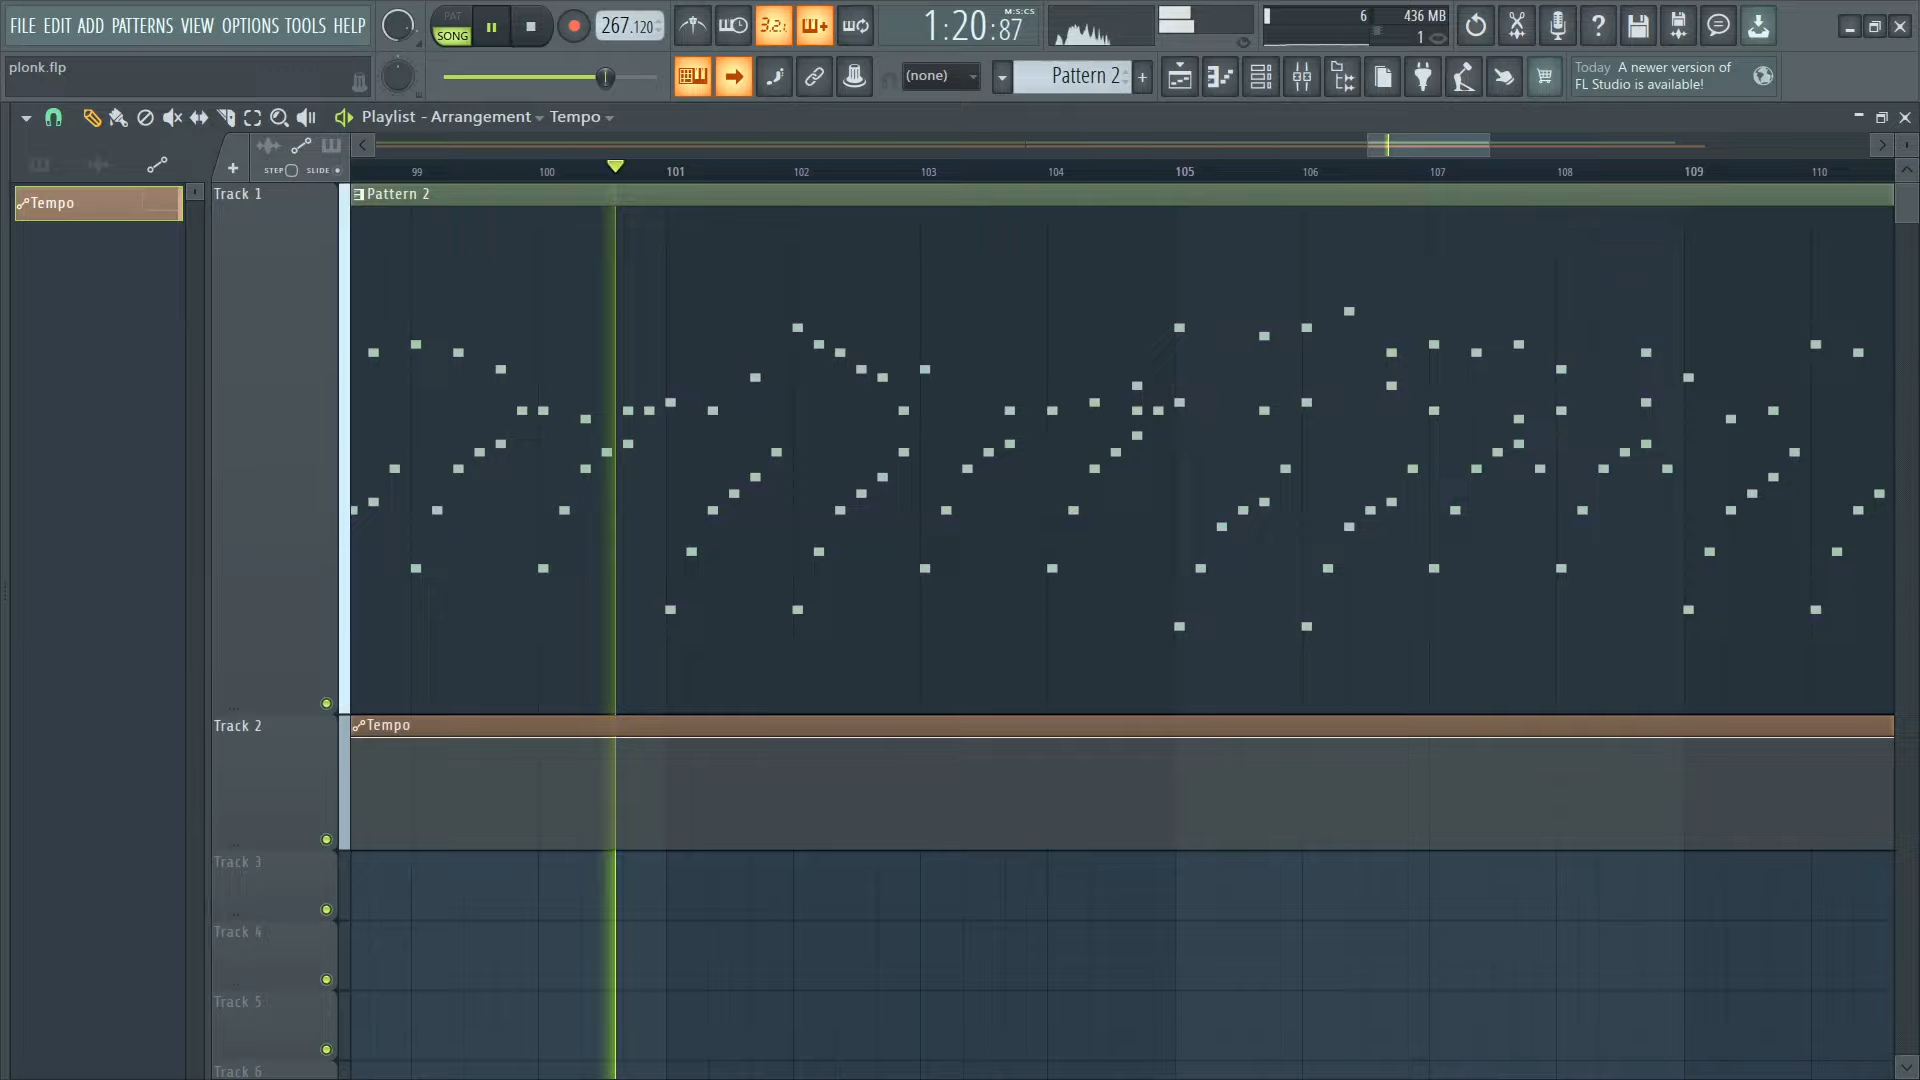 FILE EDIT ADD PATTERNS VIEW OPTIONS TOOLS HELP
PAT
SONG
267.120
3.2.
1:20:87
M:S:CS
6
436 MB
1
plonk.flp
(none)
Pattern 2
+
Today A newer version of
FL Studio is available!
Playlist - Arrangement
Tempo
STEP
SLIDE
99
100
101
102
103
104
105
106
107
108
109
110
Tempo
Track 1
Pattern 2
Track 2
Tempo
Track 3
Track 4
Track 5
Track 6